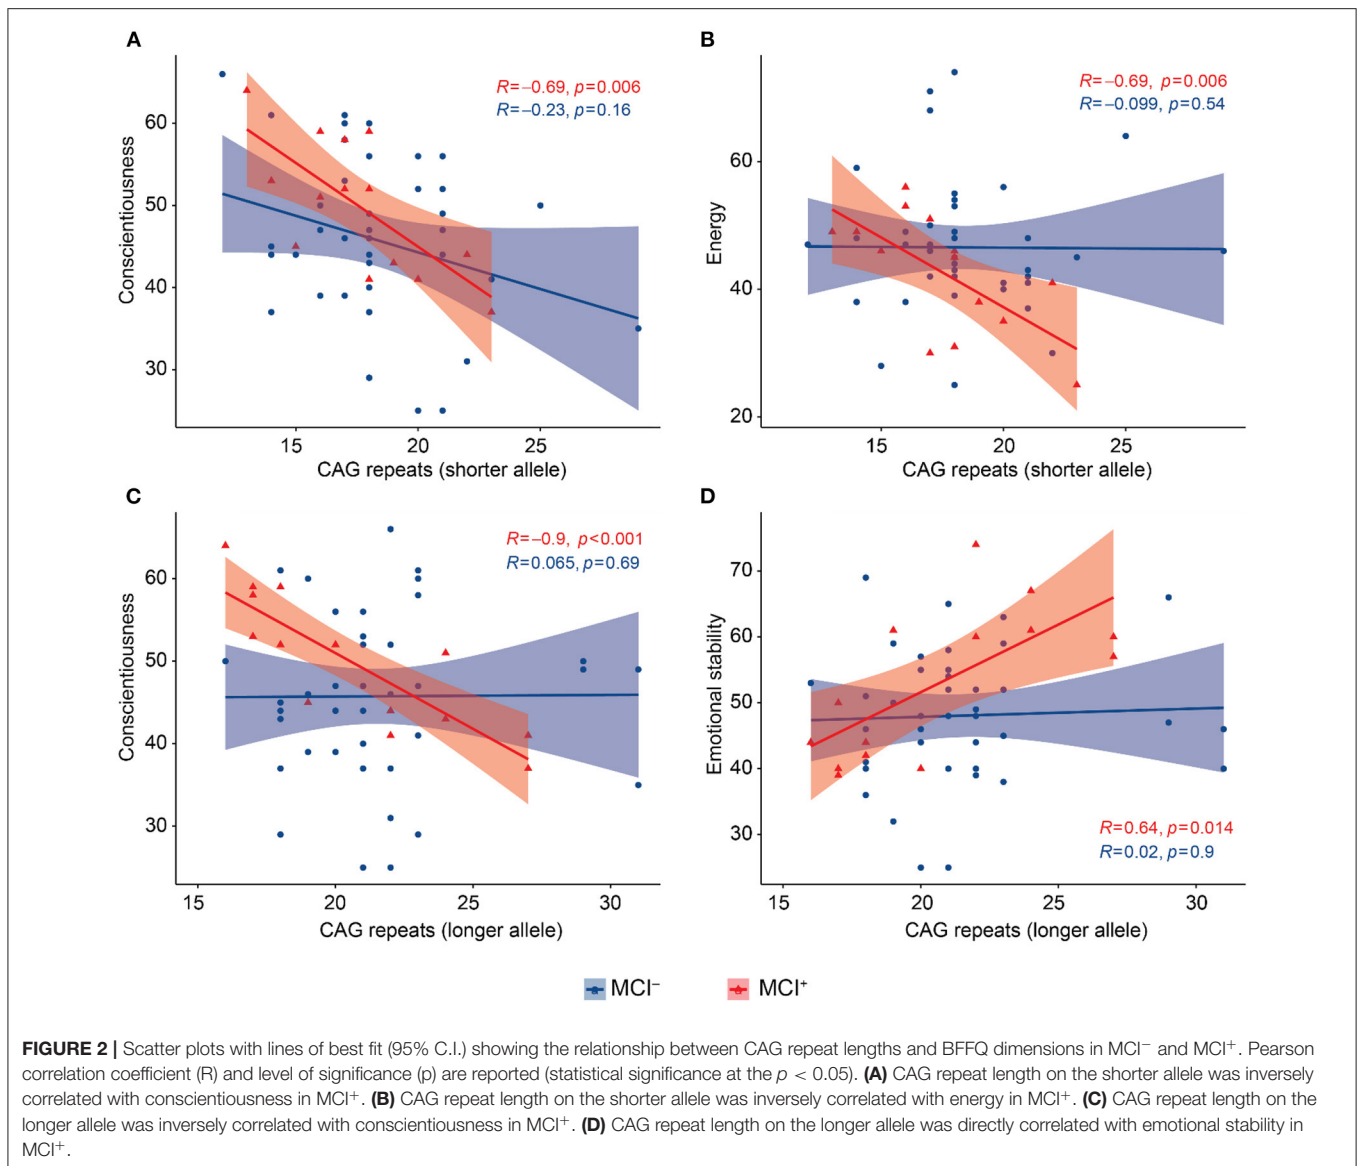 A
R=−0.69, p=0.006
R=−0.23, p=0.16
Conscientiousness
60
50
40
30
15 20 25
CAG repeats (shorter allele)
B
R=−0.69, p=0.006
R=-0.099, p=0.54
Energy
60
40
20
15 20 25
CAG repeats (shorter allele)
C
R=−0.9, p<0.001
R=0.065, p=0.69
Conscientiousness
60
50
40
30
15 20 25 30
CAG repeats (longer allele)
D
Emotional stability
70
60
50
40
30
R=0.64, p=0.014
R=0.02, p=0.9
15 20 25 30
CAG repeats (longer allele)
MCI⁻ MCI⁺
FIGURE 2 | Scatter plots with lines of best fit (95% C.I.) showing the relationship between CAG repeat lengths and BFFQ dimensions in MCI⁻ and MCI⁺. Pearson
correlation coefficient (R) and level of significance (p) are reported (statistical significance at the p < 0.05). (A) CAG repeat length on the shorter allele was inversely
correlated with conscientiousness in MCI⁺. (B) CAG repeat length on the shorter allele was inversely correlated with energy in MCI⁺. (C) CAG repeat length on the
longer allele was inversely correlated with conscientiousness in MCI⁺. (D) CAG repeat length on the longer allele was directly correlated with emotional stability in
MCI⁺.